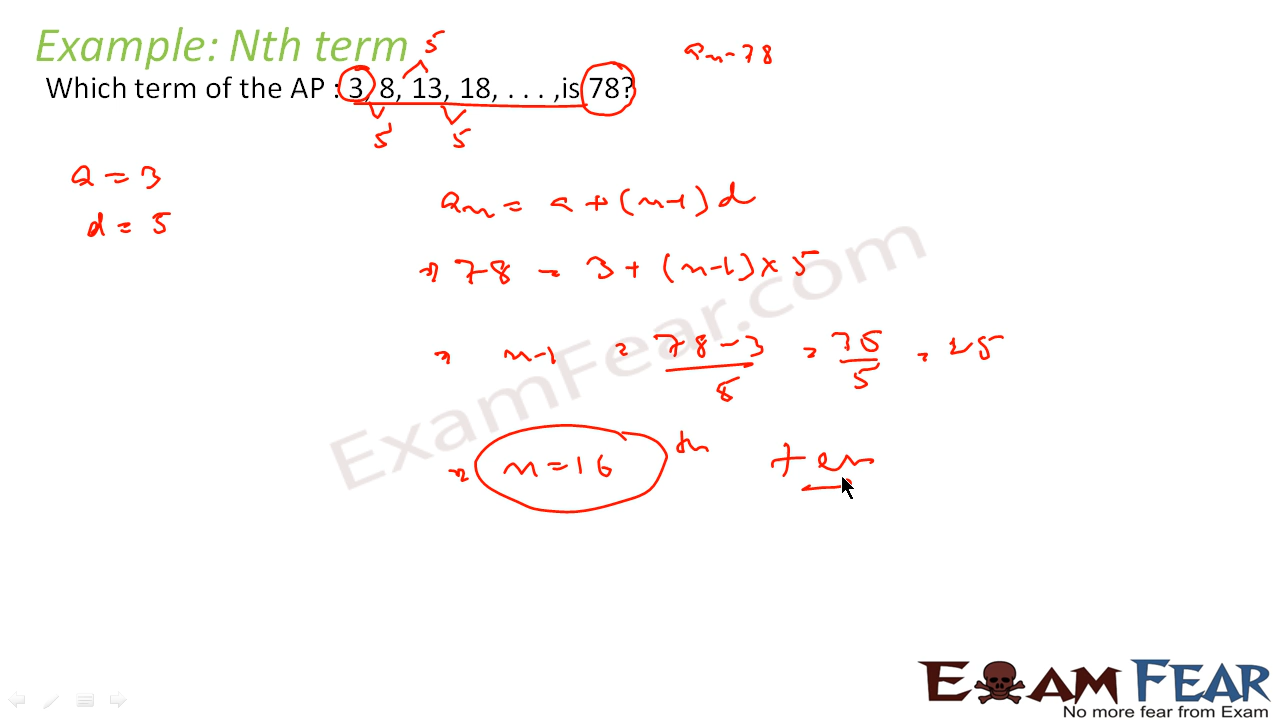 Example: Nth term
5
aₙ = 78
Which term of the AP : 3, 8, 13, 18, . . . . ,is 78?
5 5
a = 3
d = 5
aₙ = a + (n-1) d
⇒ 78 = 3 + (n-1) × 5
⇒ n-1 = 78-3/5 = 75/5 = 15
⇒ n = 16 th term
ExamFear.com
EXAM FEAR
No more fear from Exam